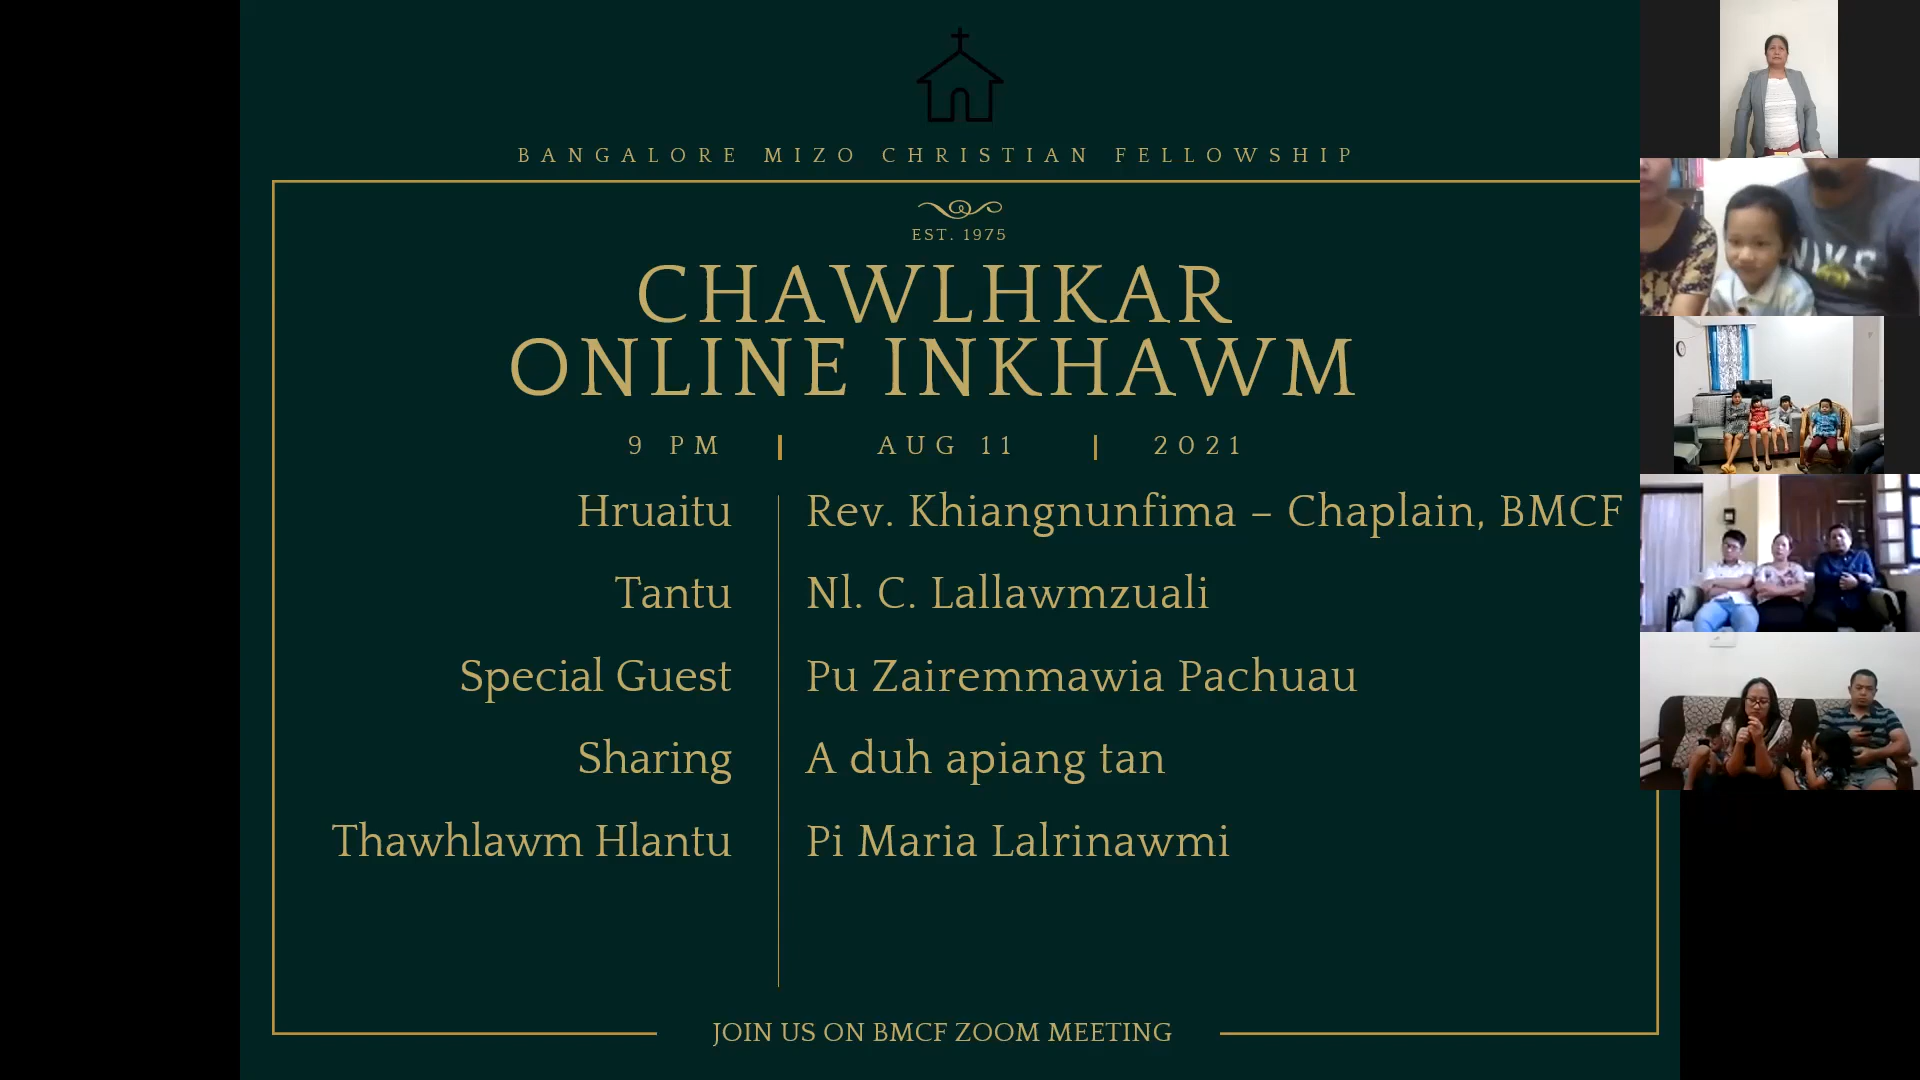 BANGALORE MIZO CHRISTIAN FELLOWSHIP
EST. 1975
CHAWLHKAR
ONLINE INKHAWM
9 PM | AUG 11 | 2021
Hruaitu Rev. Khiangnunfima – Chaplain, BMCF
Tantu Nl. C. Lallawmzuali
Special Guest Pu Zairemmawia Pachuau
Sharing A duh apiang tan
Thawhlawm Hlantu Pi Maria Lalrinawmi
JOIN US ON BMCF ZOOM MEETING
NIKE